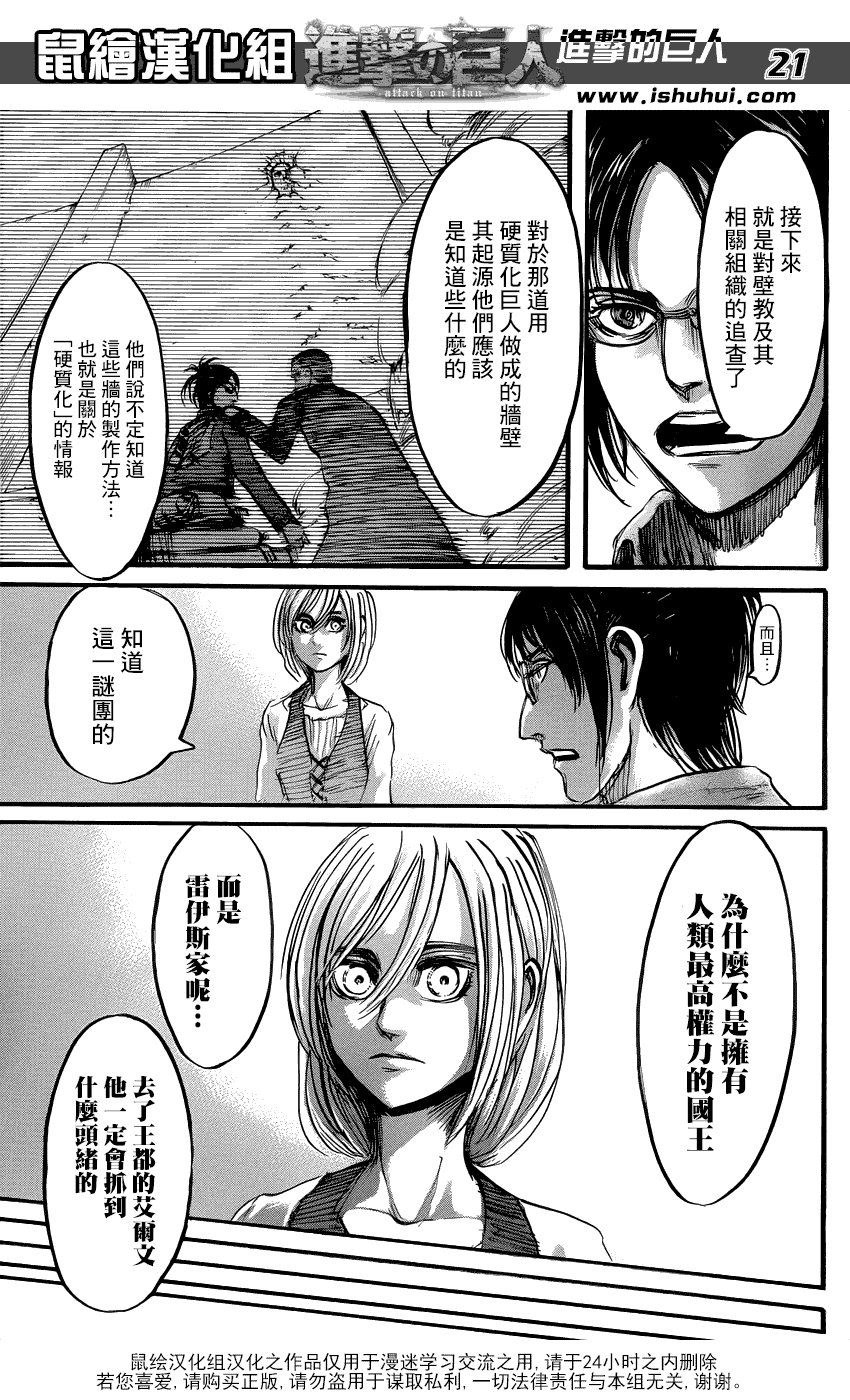 鼠繪漢化組
進撃の巨人
attack on titan
進擊的巨人
21
www.ishuhui.com
接下來
就是對壁教及其
相關組織的追查了
對於那道用
硬質化巨人做成的牆壁
其起源他們應該
是知道些什麼的
他們說不定知道
這些牆的製作方法…
也就是關於
「硬質化」的情報
而且…
知道
這一謎團的
為什麼不是擁有
人類最高權力的國王
而是
雷伊斯家呢…
去了王都的艾爾文
他一定會抓到
什麼頭緒的
鼠绘汉化组汉化之作品仅用于漫迷学习交流之用, 请于24小时之内删除
若您喜爱, 请购买正版, 请勿盗用于谋取私利, 一切法律责任与本组无关, 谢谢.